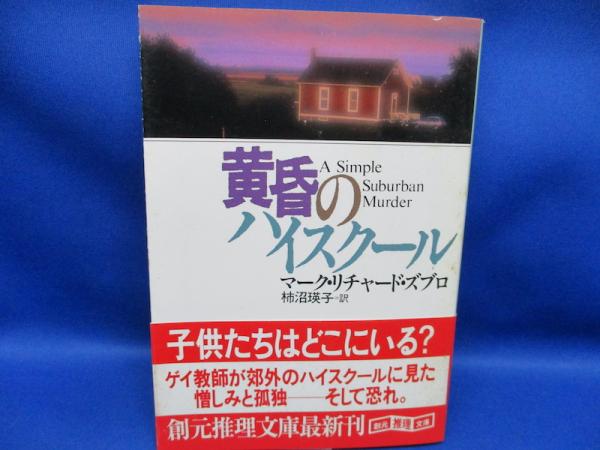 黄昏の
A Simple
Suburban
Murder
ハイスクール
マーク・リチャード・ズブロ
柿沼瑛子=訳
子供たちはどこにいる?
ゲイ教師が郊外のハイスクールに見た
憎しみと孤独――そして恐れ。
創元推理文庫最新刊
創元 推理 文庫